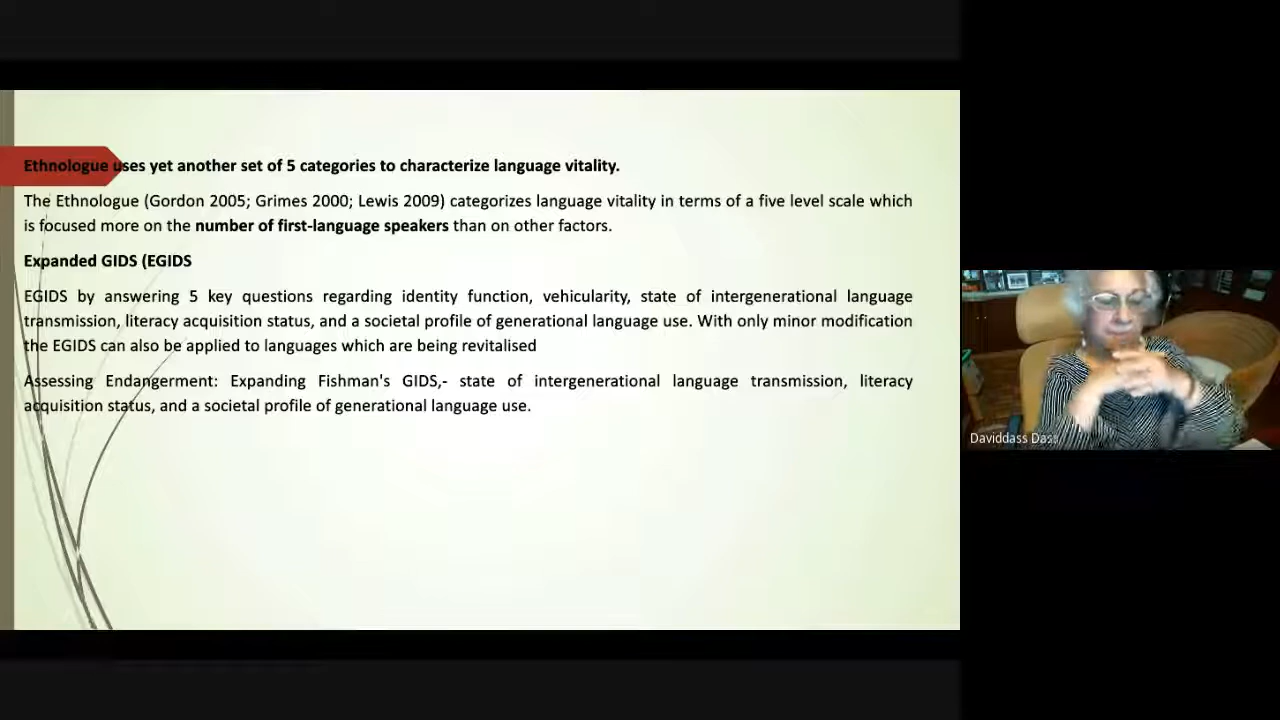 Ethnologue uses yet another set of 5 categories to characterize language vitality.
The Ethnologue (Gordon 2005; Grimes 2000; Lewis 2009) categorizes language vitality in terms of a five level scale which
is focused more on the number of first-language speakers than on other factors.
Expanded GIDS (EGIDS
EGIDS by answering 5 key questions regarding identity function, vehicularity, state of intergenerational language
transmission, literacy acquisition status, and a societal profile of generational language use. With only minor modification
the EGIDS can also be applied to languages which are being revitalised
Assessing Endangerment: Expanding Fishman's GIDS,- state of intergenerational language transmission, literacy
acquisition status, and a societal profile of generational language use.
Daviddass Dass